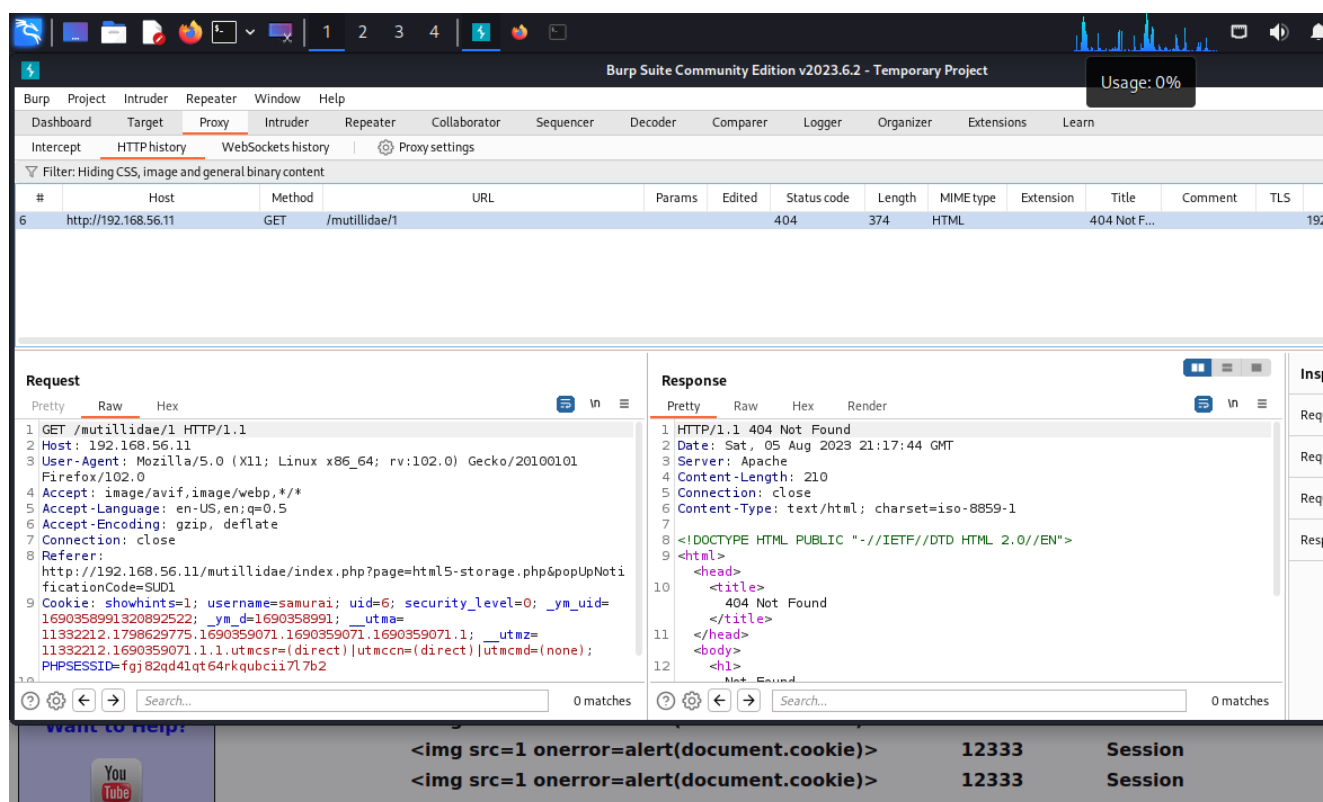 1 2 3 4
Burp Suite Community Edition v2023.6.2 - Temporary Project
Usage: 0%
Burp Project Intruder Repeater Window Help
Dashboard Target Proxy Intruder Repeater Collaborator Sequencer Decoder Comparer Logger Organizer Extensions Learn
Intercept HTTP history WebSockets history Proxy settings
Filter: Hiding CSS, image and general binary content
# Host Method URL Params Edited Status code Length MIME type Extension Title Comment TLS
6 http://192.168.56.11 GET /mutillidae/1 404 374 HTML 404 Not F... 192
Request
Pretty Raw Hex \n
1 GET /mutillidae/1 HTTP/1.1
2 Host: 192.168.56.11
3 User-Agent: Mozilla/5.0 (X11; Linux x86_64; rv:102.0) Gecko/20100101
Firefox/102.0
4 Accept: image/avif,image/webp,*/*
5 Accept-Language: en-US,en;q=0.5
6 Accept-Encoding: gzip, deflate
7 Connection: close
8 Referer:
http://192.168.56.11/mutillidae/index.php?page=html5-storage.php&popUpNoti
ficationCode=SUD1
9 Cookie: showhints=1; username=samurai; uid=6; security_level=0; _ym_uid=
1690358991320892522; _ym_d=1690358991; __utma=
11332212.1798629775.1690359071.1690359071.1690359071.1; __utmz=
11332212.1690359071.1.1.utmcsr=(direct)|utmccn=(direct)|utmcmd=(none);
PHPSESSID=fgj82qd41qt64rkqubcii7l7b2
10
Search... 0 matches
Response
Pretty Raw Hex Render \n
1 HTTP/1.1 404 Not Found
2 Date: Sat, 05 Aug 2023 21:17:44 GMT
3 Server: Apache
4 Content-Length: 210
5 Connection: close
6 Content-Type: text/html; charset=iso-8859-1
7
8 <!DOCTYPE HTML PUBLIC "-//IETF//DTD HTML 2.0//EN">
9 <html>
<head>
10 <title>
404 Not Found
</title>
11 </head>
<body>
12 <h1>
Not Found
Search... 0 matches
Insp
Req
Req
Req
Resp
Want to Help?
You
Tube
<img src=1 onerror=alert(document.cookie)> 12333 Session
<img src=1 onerror=alert(document.cookie)> 12333 Session